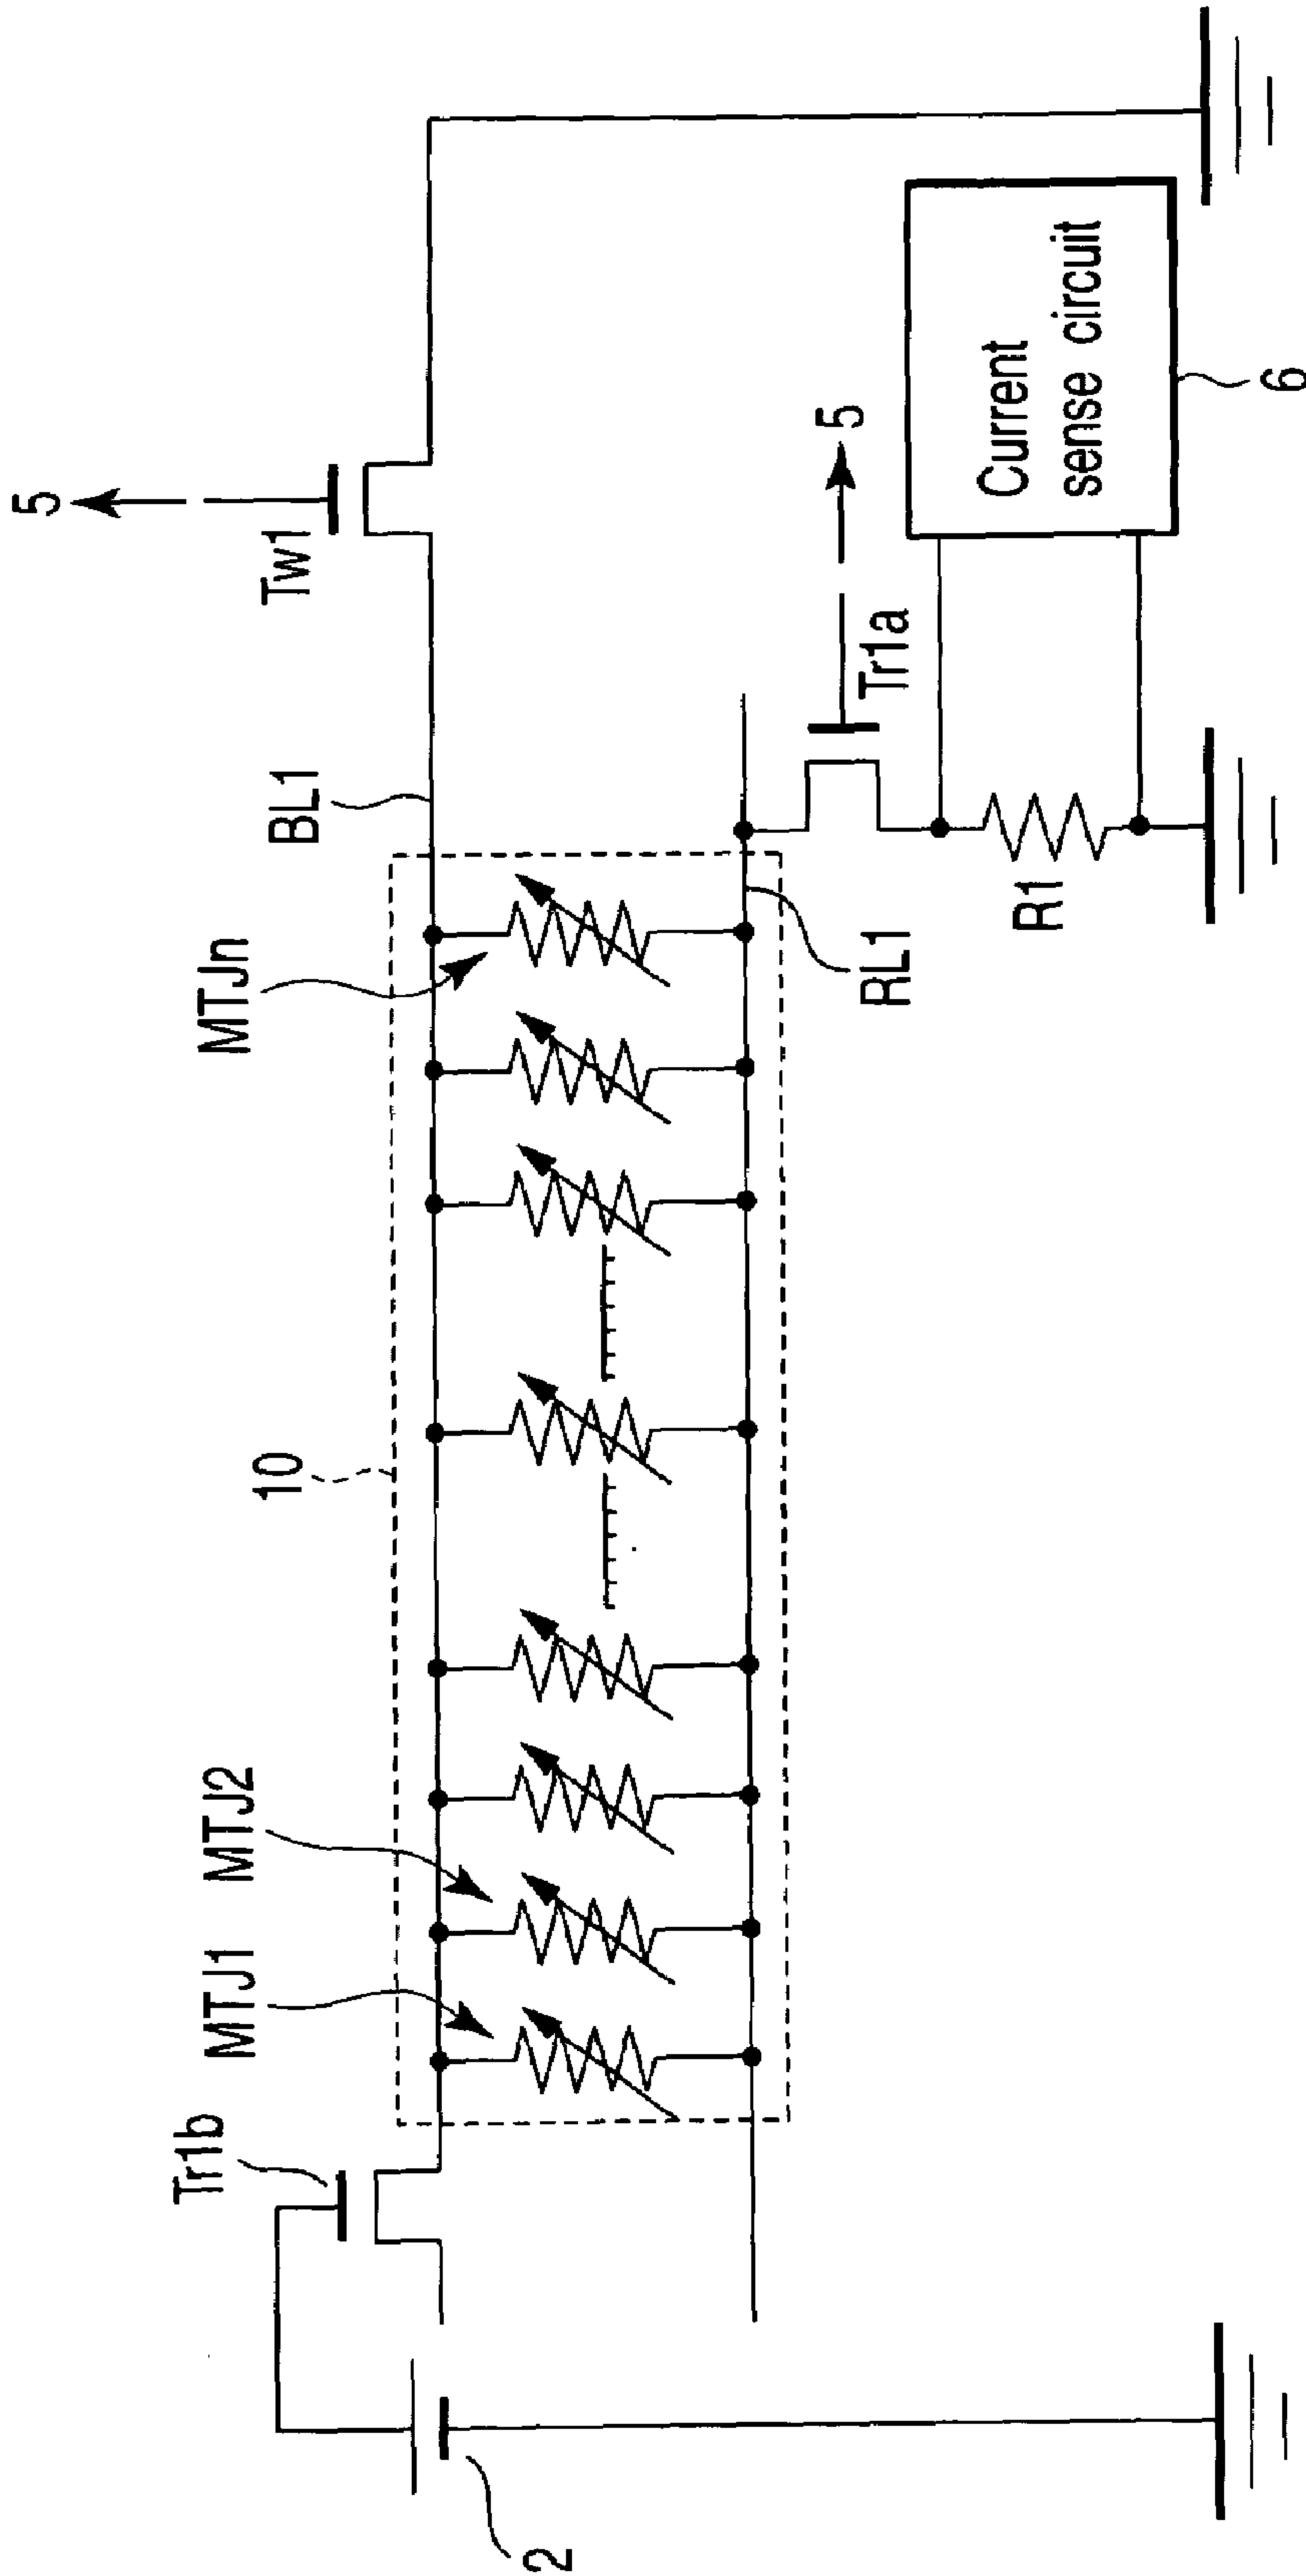 5
Tw1
BL1
MTJn
10
MTJ2
MTJ1
Tr1b
2
5
Tr1a
RL1
R1
Current
sense circuit
6